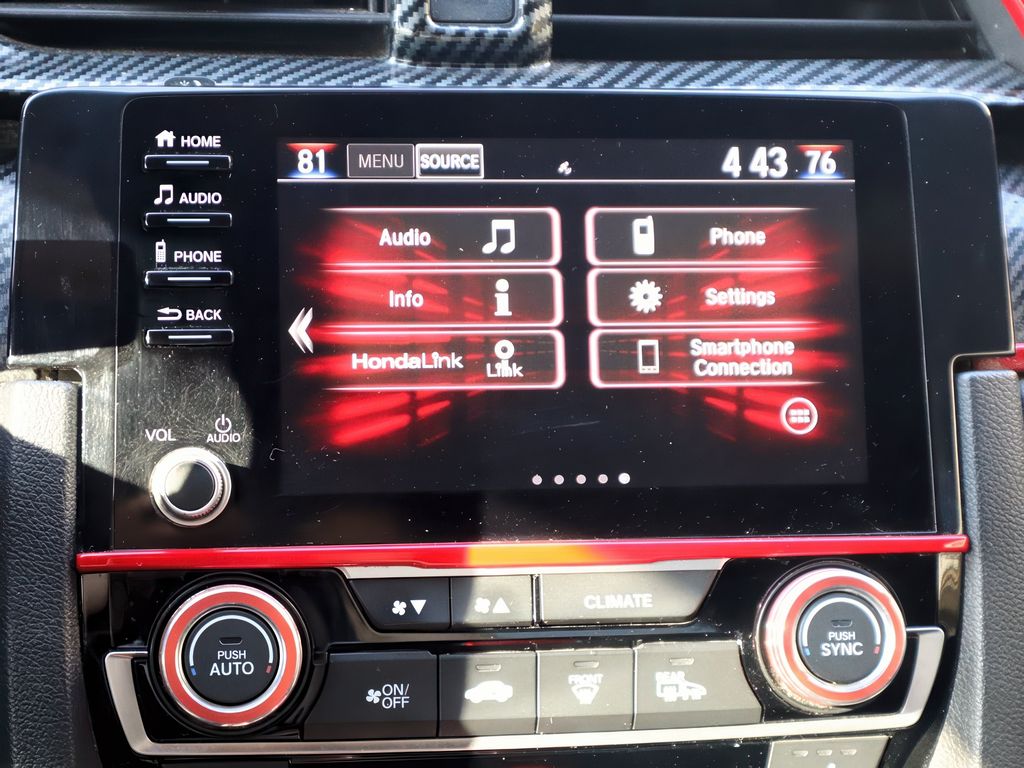 HOME
AUDIO
PHONE
BACK
VOL
AUDIO
81 MENU SOURCE 4 43 76
Audio
Phone
Info
Settings
HondaLink Link
Smartphone
Connection
CLIMATE
PUSH
AUTO
PUSH
SYNC
ON/
OFF
FRONT
REAR